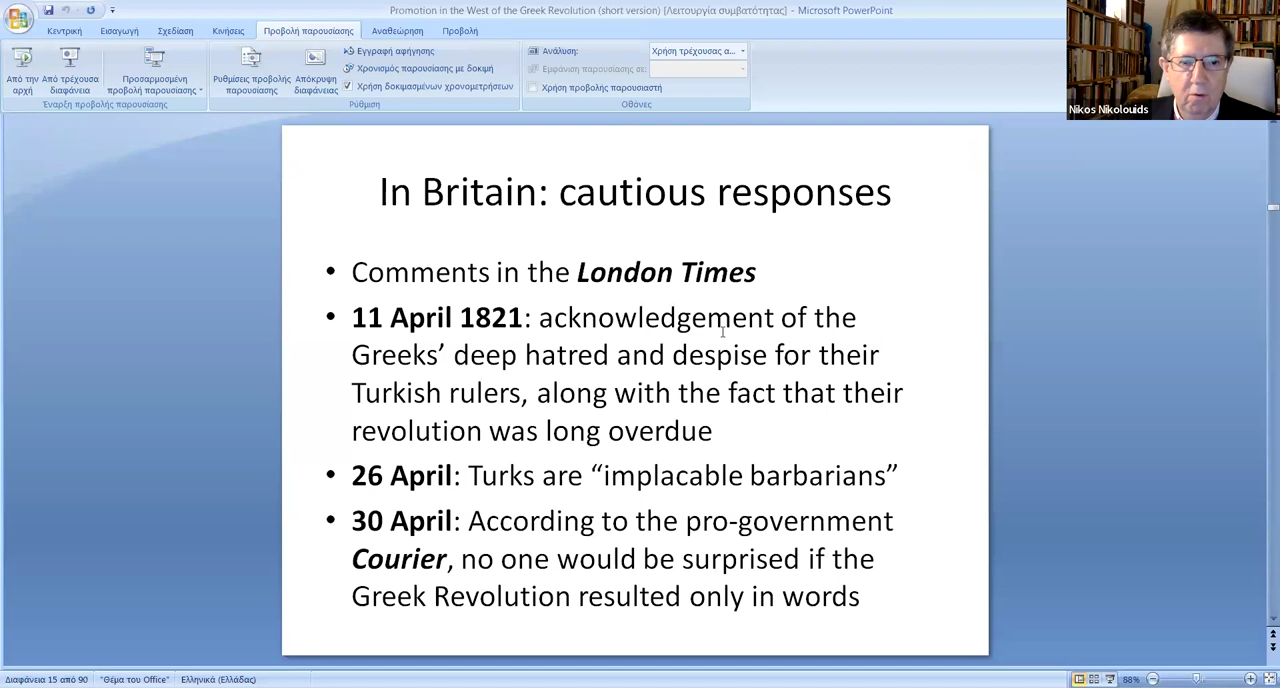 Promotion in the West of the Greek Revolution (short version) [Λειτουργία συμβατότητας] - Microsoft PowerPoint
Κεντρική Εισαγωγή Σχεδίαση Κινήσεις Προβολή παρουσίασης Αναθεώρηση Προβολή
Από την αρχή
Από τρέχουσα διαφάνεια
Προσαρμοσμένη προβολή παρουσίασης
Έναρξη προβολής παρουσίασης
Ρυθμίσεις προβολής παρουσίασης
Απόκρυψη διαφάνειας
Εγγραφή αφήγησης
Χρονισμός παρουσίασης με δοκιμή
Χρήση δοκιμασμένων χρονομετρήσεων
Ρύθμιση
Ανάλυση: Χρήση τρέχουσας α...
Εμφάνιση παρουσίασης σε:
Χρήση προβολής παρουσιαστή
Οθόνες
Nikos Nikolouids
In Britain: cautious responses
• Comments in the London Times
• 11 April 1821: acknowledgement of the
Greeks’ deep hatred and despise for their
Turkish rulers, along with the fact that their
revolution was long overdue
• 26 April: Turks are “implacable barbarians”
• 30 April: According to the pro-government
Courier, no one would be surprised if the
Greek Revolution resulted only in words
Διαφάνεια 15 από 90 "Θέμα του Office" Ελληνικά (Ελλάδας) 88%